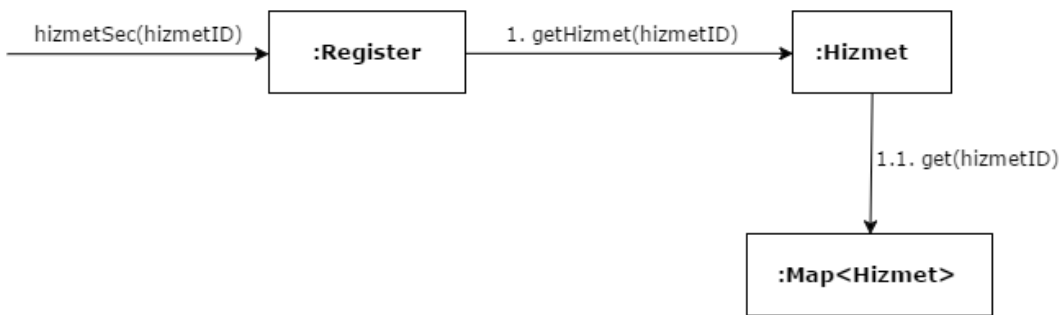 hizmetSec(hizmetID)
:Register
1. getHizmet(hizmetID)
:Hizmet
1.1. get(hizmetID)
:Map<Hizmet>